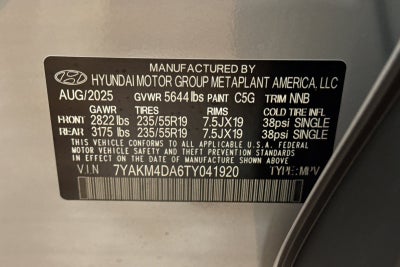 MANUFACTURED BY
HYUNDAI MOTOR GROUP METAPLANT AMERICA, LLC
AUG/2025 GVWR 5644 lbs PAINT C5G TRIM NNB
GAWR TIRES RIMS COLD TIRE INFL
FRONT 2822 lbs 235/55R19 7.5JX19 38psi SINGLE
REAR 3175 lbs 235/55R19 7.5JX19 38psi SINGLE
THIS VEHICLE CONFORMS TO ALL APPLICABLE U.S.A. FEDERAL
MOTOR VEHICLE SAFETY, BUMPER, AND THEFT PREVENTION
STANDARDS IN EFFECT ON THE DATE OF MANUFACTURE SHOWN ABOVE.
V.I.N 7YAKM4DA6TY041920 TYPE: MPV